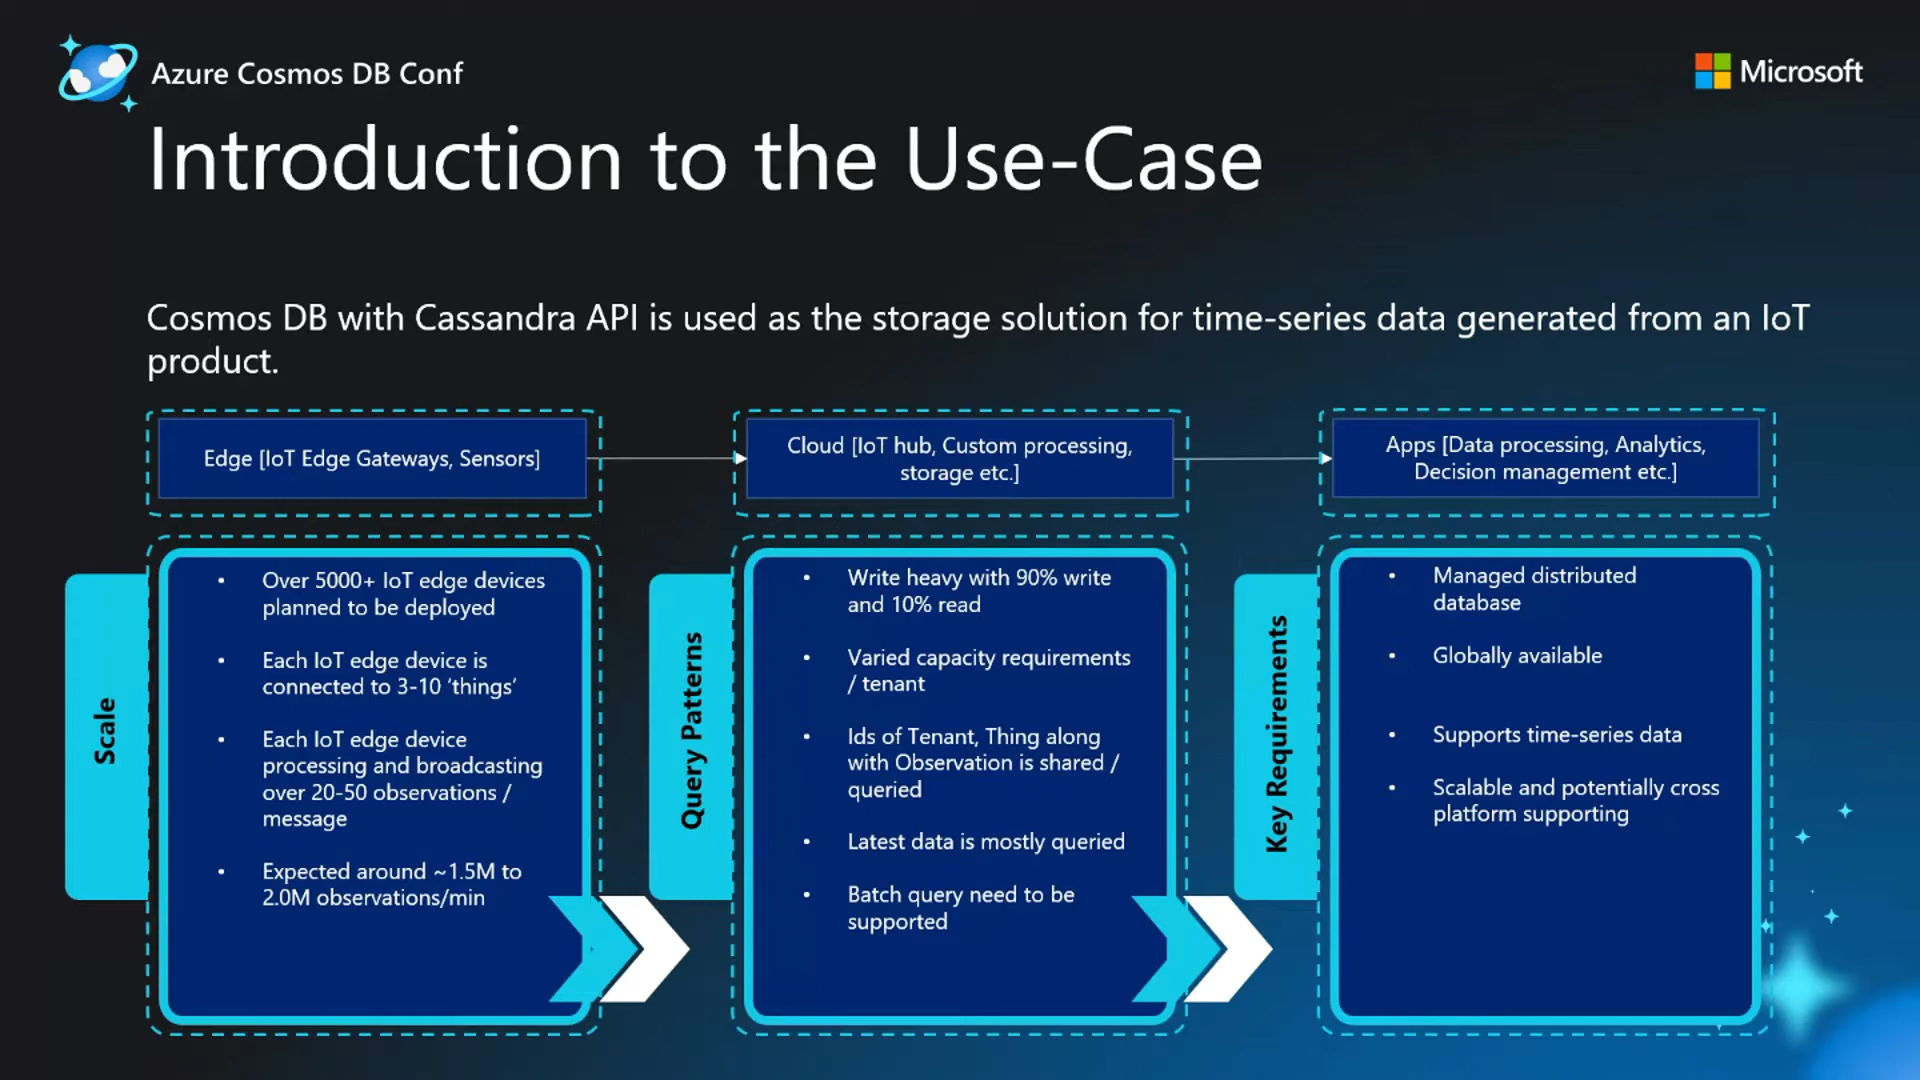 Azure Cosmos DB Conf
Microsoft
Introduction to the Use-Case
Cosmos DB with Cassandra API is used as the storage solution for time-series data generated from an IoT
product.
Edge [IoT Edge Gateways, Sensors]
Cloud [IoT hub, Custom processing,
storage etc.]
Apps [Data processing, Analytics,
Decision management etc.]
Scale
• Over 5000+ IoT edge devices
planned to be deployed
• Each IoT edge device is
connected to 3-10 ‘things’
• Each IoT edge device
processing and broadcasting
over 20-50 observations /
message
• Expected around ~1.5M to
2.0M observations/min
Query Patterns
• Write heavy with 90% write
and 10% read
• Varied capacity requirements
/ tenant
• Ids of Tenant, Thing along
with Observation is shared /
queried
• Latest data is mostly queried
• Batch query need to be
supported
Key Requirements
• Managed distributed
database
• Globally available
• Supports time-series data
• Scalable and potentially cross
platform supporting